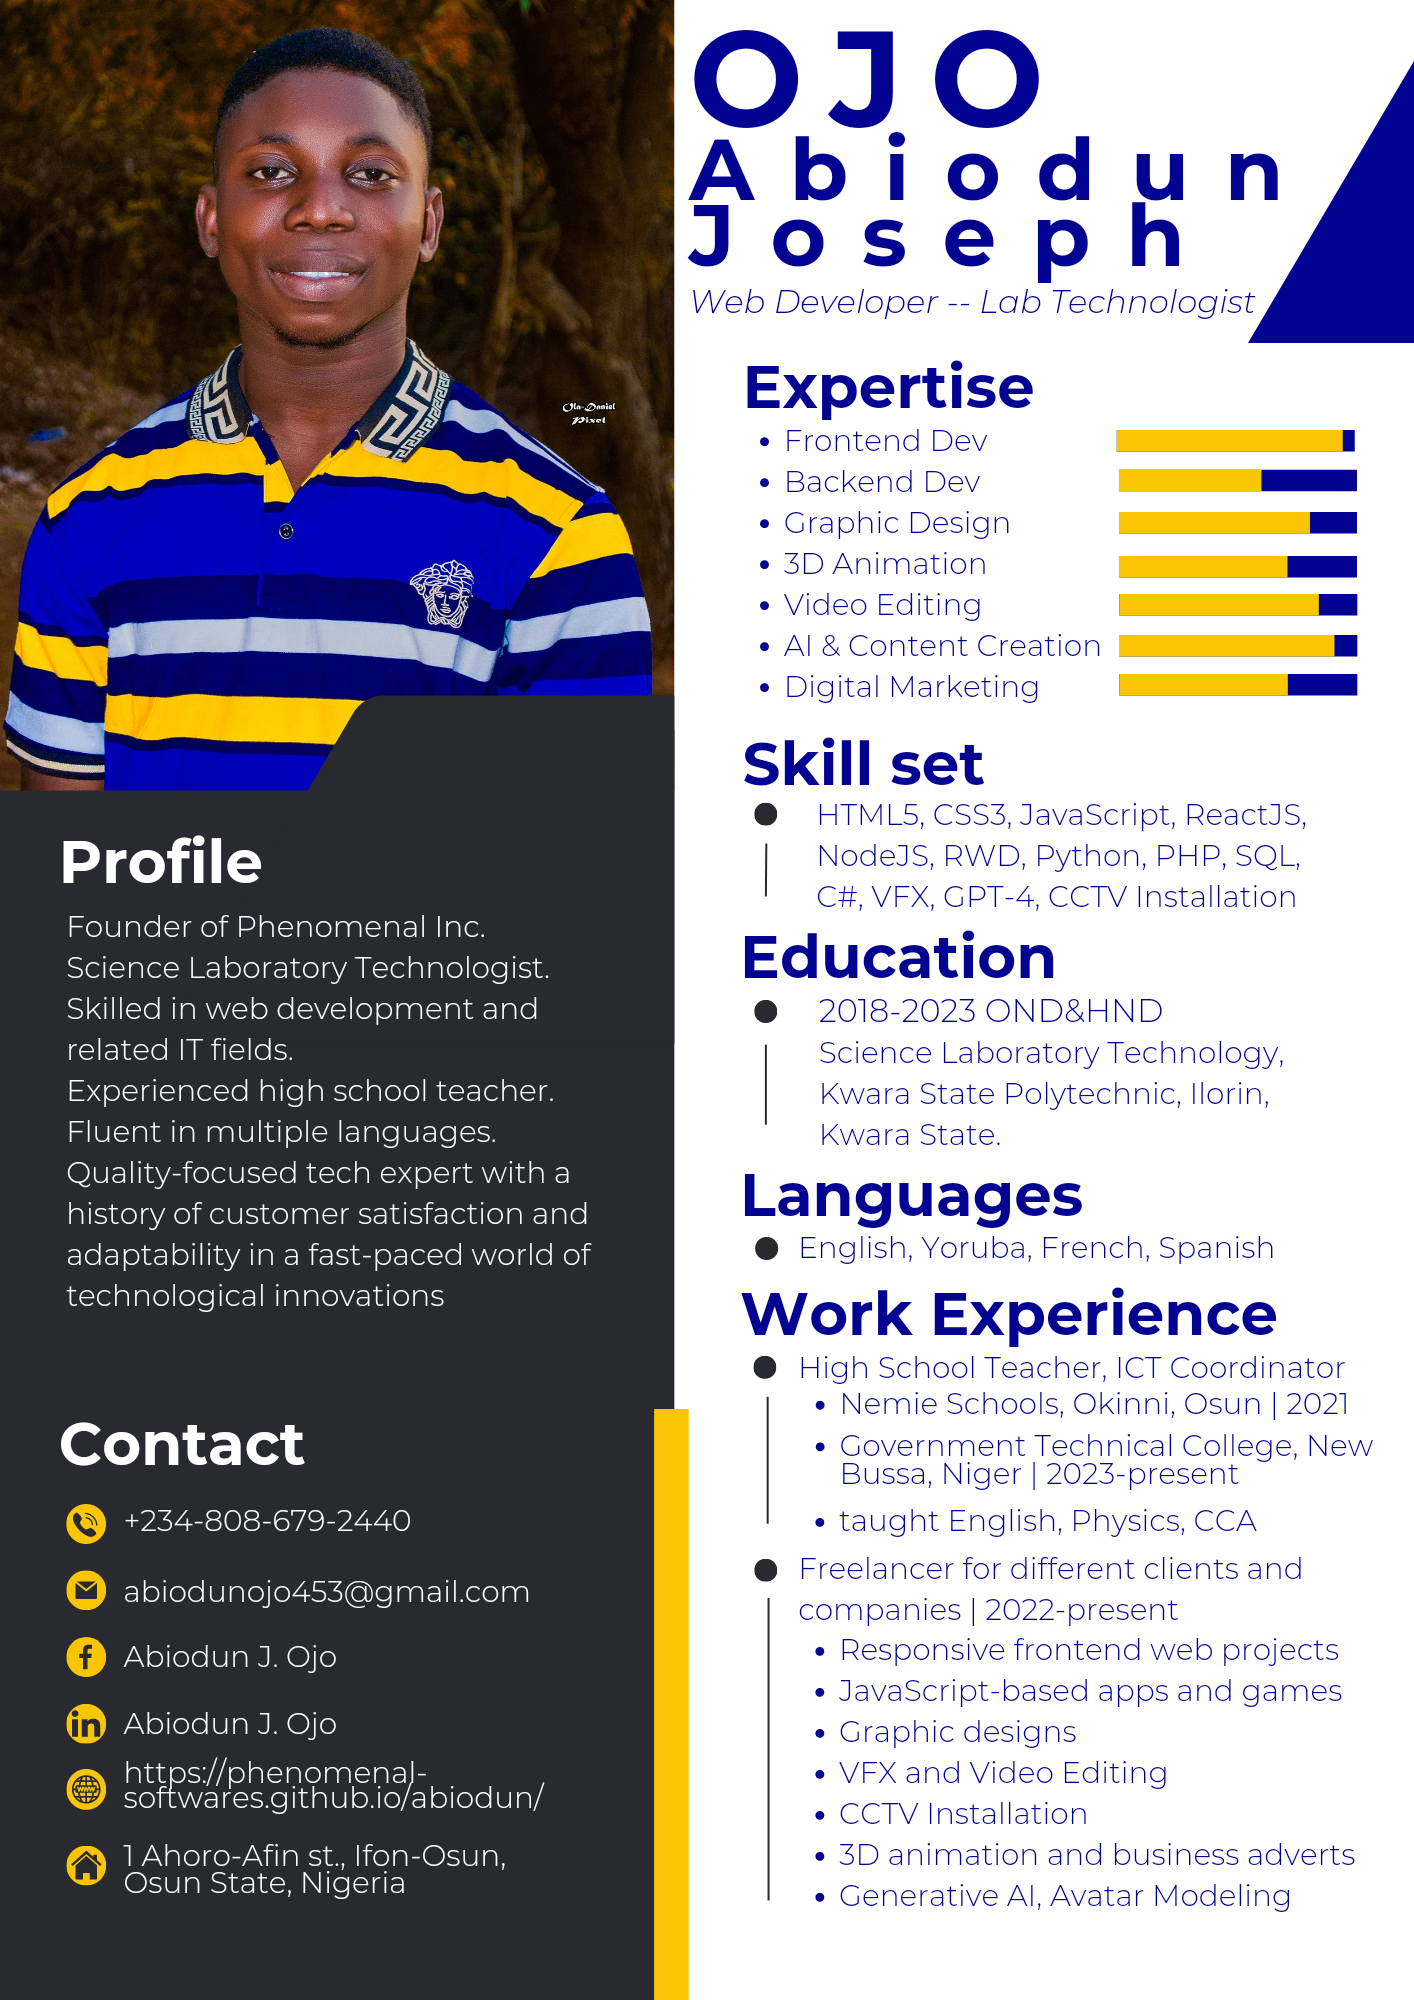 OJO
Abiodun
Joseph
Web Developer -- Lab Technologist
Ola-Daniel
Pixel
Expertise
• Frontend Dev
• Backend Dev
• Graphic Design
• 3D Animation
• Video Editing
• AI & Content Creation
• Digital Marketing
Skill set
HTML5, CSS3, JavaScript, ReactJS,
NodeJS, RWD, Python, PHP, SQL,
C#, VFX, GPT-4, CCTV Installation
Education
2018-2023 OND&HND
Science Laboratory Technology,
Kwara State Polytechnic, Ilorin,
Kwara State.
Languages
English, Yoruba, French, Spanish
Work Experience
High School Teacher, ICT Coordinator
• Nemie Schools, Okinni, Osun | 2021
• Government Technical College, New
Bussa, Niger | 2023-present
• taught English, Physics, CCA
Freelancer for different clients and
companies | 2022-present
• Responsive frontend web projects
• JavaScript-based apps and games
• Graphic designs
• VFX and Video Editing
• CCTV Installation
• 3D animation and business adverts
• Generative AI, Avatar Modeling
Profile
Founder of Phenomenal Inc.
Science Laboratory Technologist.
Skilled in web development and
related IT fields.
Experienced high school teacher.
Fluent in multiple languages.
Quality-focused tech expert with a
history of customer satisfaction and
adaptability in a fast-paced world of
technological innovations
Contact
+234-808-679-2440
abiodunojo453@gmail.com
Abiodun J. Ojo
Abiodun J. Ojo
https://phenomenal-
softwares.github.io/abiodun/
1 Ahoro-Afin st., Ifon-Osun,
Osun State, Nigeria